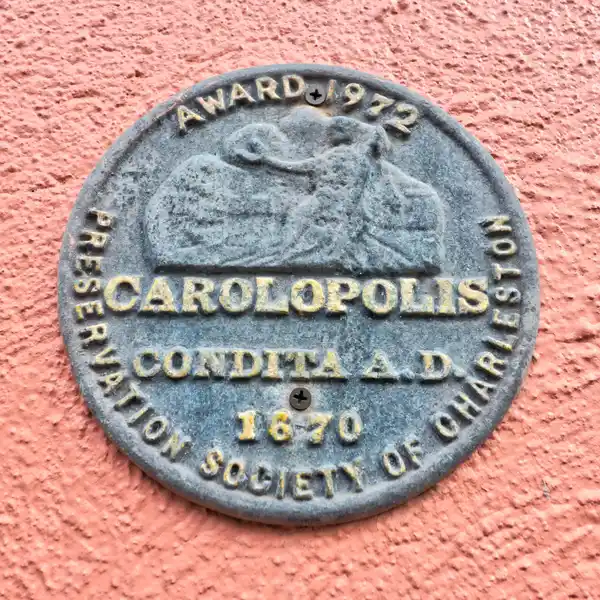 AWARD 1972
CAROLOPOLIS
CONDITA A.D.
1670
PRESERVATION SOCIETY OF CHARLESTON